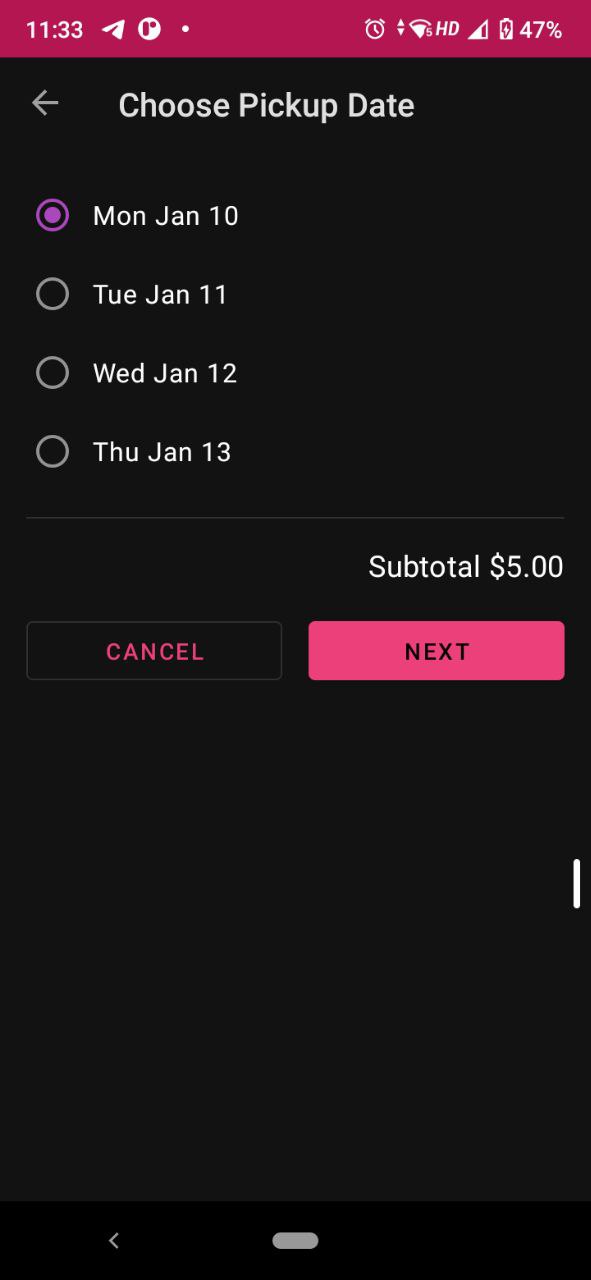 11:33 5 HD 47%
Choose Pickup Date
Mon Jan 10
Tue Jan 11
Wed Jan 12
Thu Jan 13
Subtotal $5.00
CANCEL NEXT